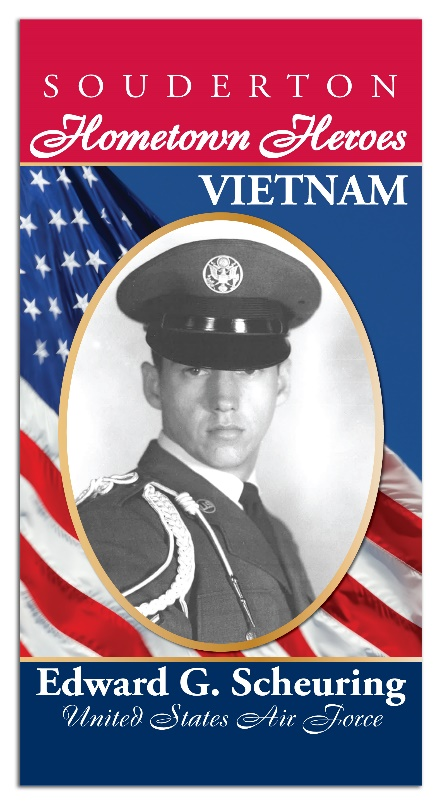 SOUDERTON
Hometown Heroes
VIETNAM
Edward G. Scheuring
United States Air Force